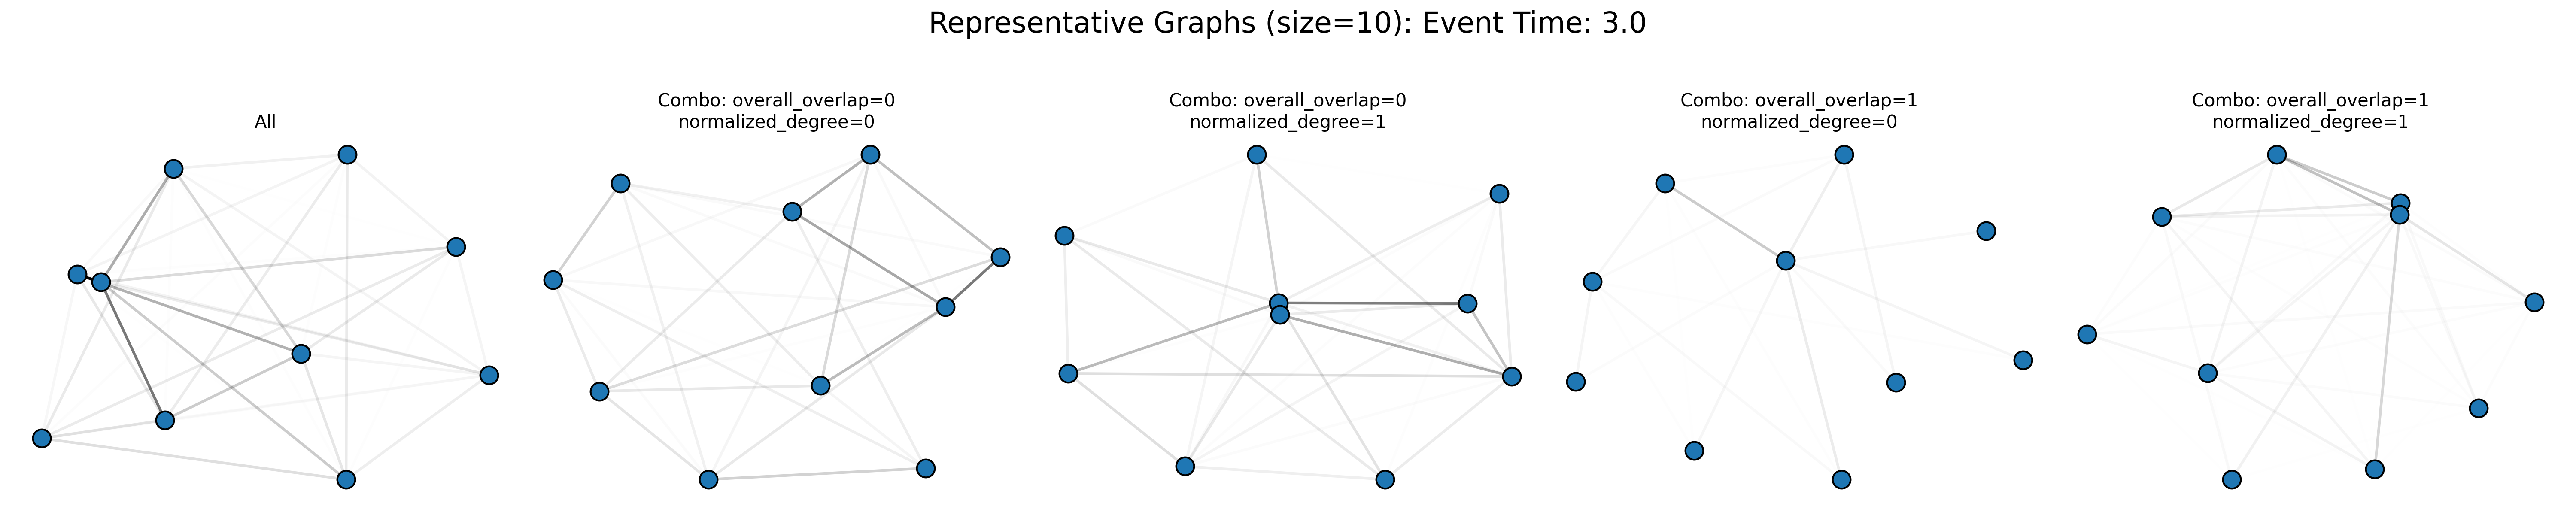 Representative Graphs (size=10): Event Time: 3.0
All
Combo: overall_overlap=0
normalized_degree=0
Combo: overall_overlap=0
normalized_degree=1
Combo: overall_overlap=1
normalized_degree=0
Combo: overall_overlap=1
normalized_degree=1